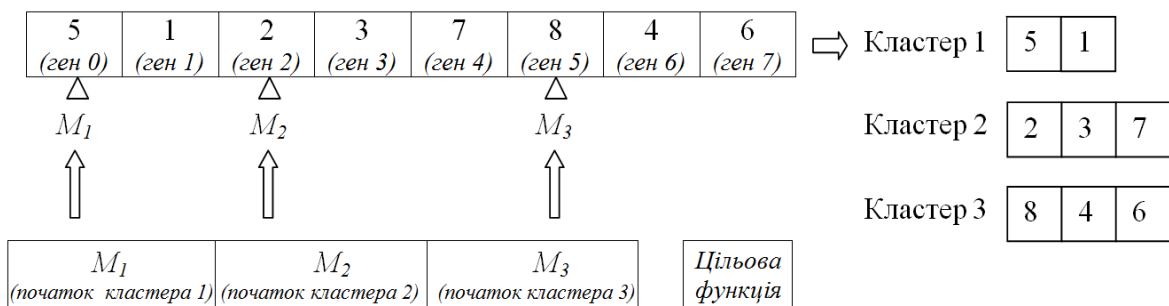 5 1 2 3 7 8 4 6
(ген 0) (ген 1) (ген 2) (ген 3) (ген 4) (ген 5) (ген 6) (ген 7)
M1 M2 M3
Кластер 1 5 1
Кластер 2 2 3 7
Кластер 3 8 4 6
M1 M2 M3
(початок кластера 1) (початок кластера 2) (початок кластера 3)
Цільова
функція